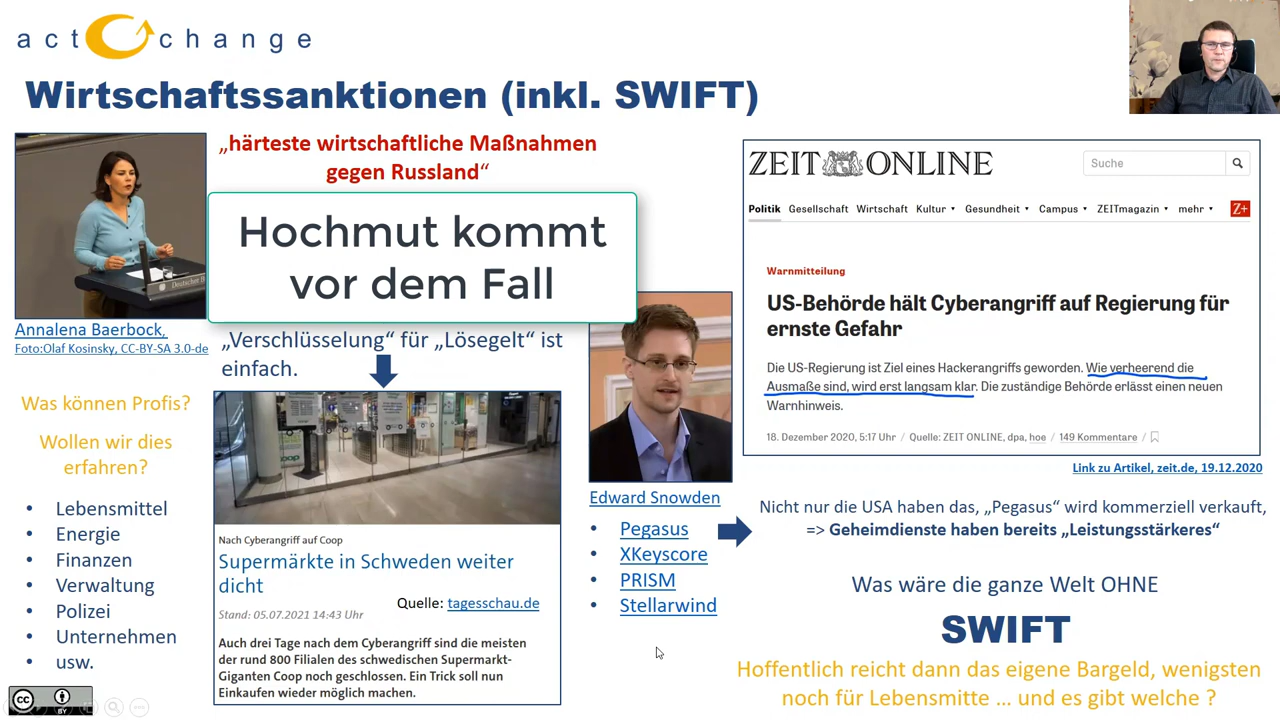 act change
Wirtschaftssanktionen (inkl. SWIFT)
„härteste wirtschaftliche Maßnahmen
gegen Russland“
Hochmut kommt
vor dem Fall
Deutscher B
Annalena Baerbock,
Foto:Olaf Kosinsky, CC-BY-SA 3.0-de
„Verschlüsselung“ für „Lösegelt“ ist
einfach.
Was können Profis?
Wollen wir dies
erfahren?
• Lebensmittel
• Energie
• Finanzen
• Verwaltung
• Polizei
• Unternehmen
• usw.
cc BY
Nach Cyberangriff auf Coop
Supermärkte in Schweden weiter
dicht
Stand: 05.07.2021 14:43 Uhr
Quelle: tagesschau.de
Auch drei Tage nach dem Cyberangriff sind die meisten
der rund 800 Filialen des schwedischen Supermarkt-
Giganten Coop noch geschlossen. Ein Trick soll nun
Einkaufen wieder möglich machen.
Edward Snowden
• Pegasus
• XKeyscore
• PRISM
• Stellarwind
ZEIT ONLINE
Suche
Politik Gesellschaft Wirtschaft Kultur Gesundheit Campus ZEITmagazin mehr Z+
Warnmitteilung
US-Behörde hält Cyberangriff auf Regierung für
ernste Gefahr
Die US-Regierung ist Ziel eines Hackerangriffs geworden. Wie verheerend die
Ausmaße sind, wird erst langsam klar. Die zuständige Behörde erlässt einen neuen
Warnhinweis.
18. Dezember 2020, 5:17 Uhr / Quelle: ZEIT ONLINE, dpa, hoe / 149 Kommentare /
Link zu Artikel, zeit.de, 19.12.2020
Nicht nur die USA haben das, „Pegasus“ wird kommerziell verkauft,
=> Geheimdienste haben bereits „Leistungsstärkeres“
Was wäre die ganze Welt OHNE
SWIFT
Hoffentlich reicht dann das eigene Bargeld, wenigsten
noch für Lebensmitte … und es gibt welche ?